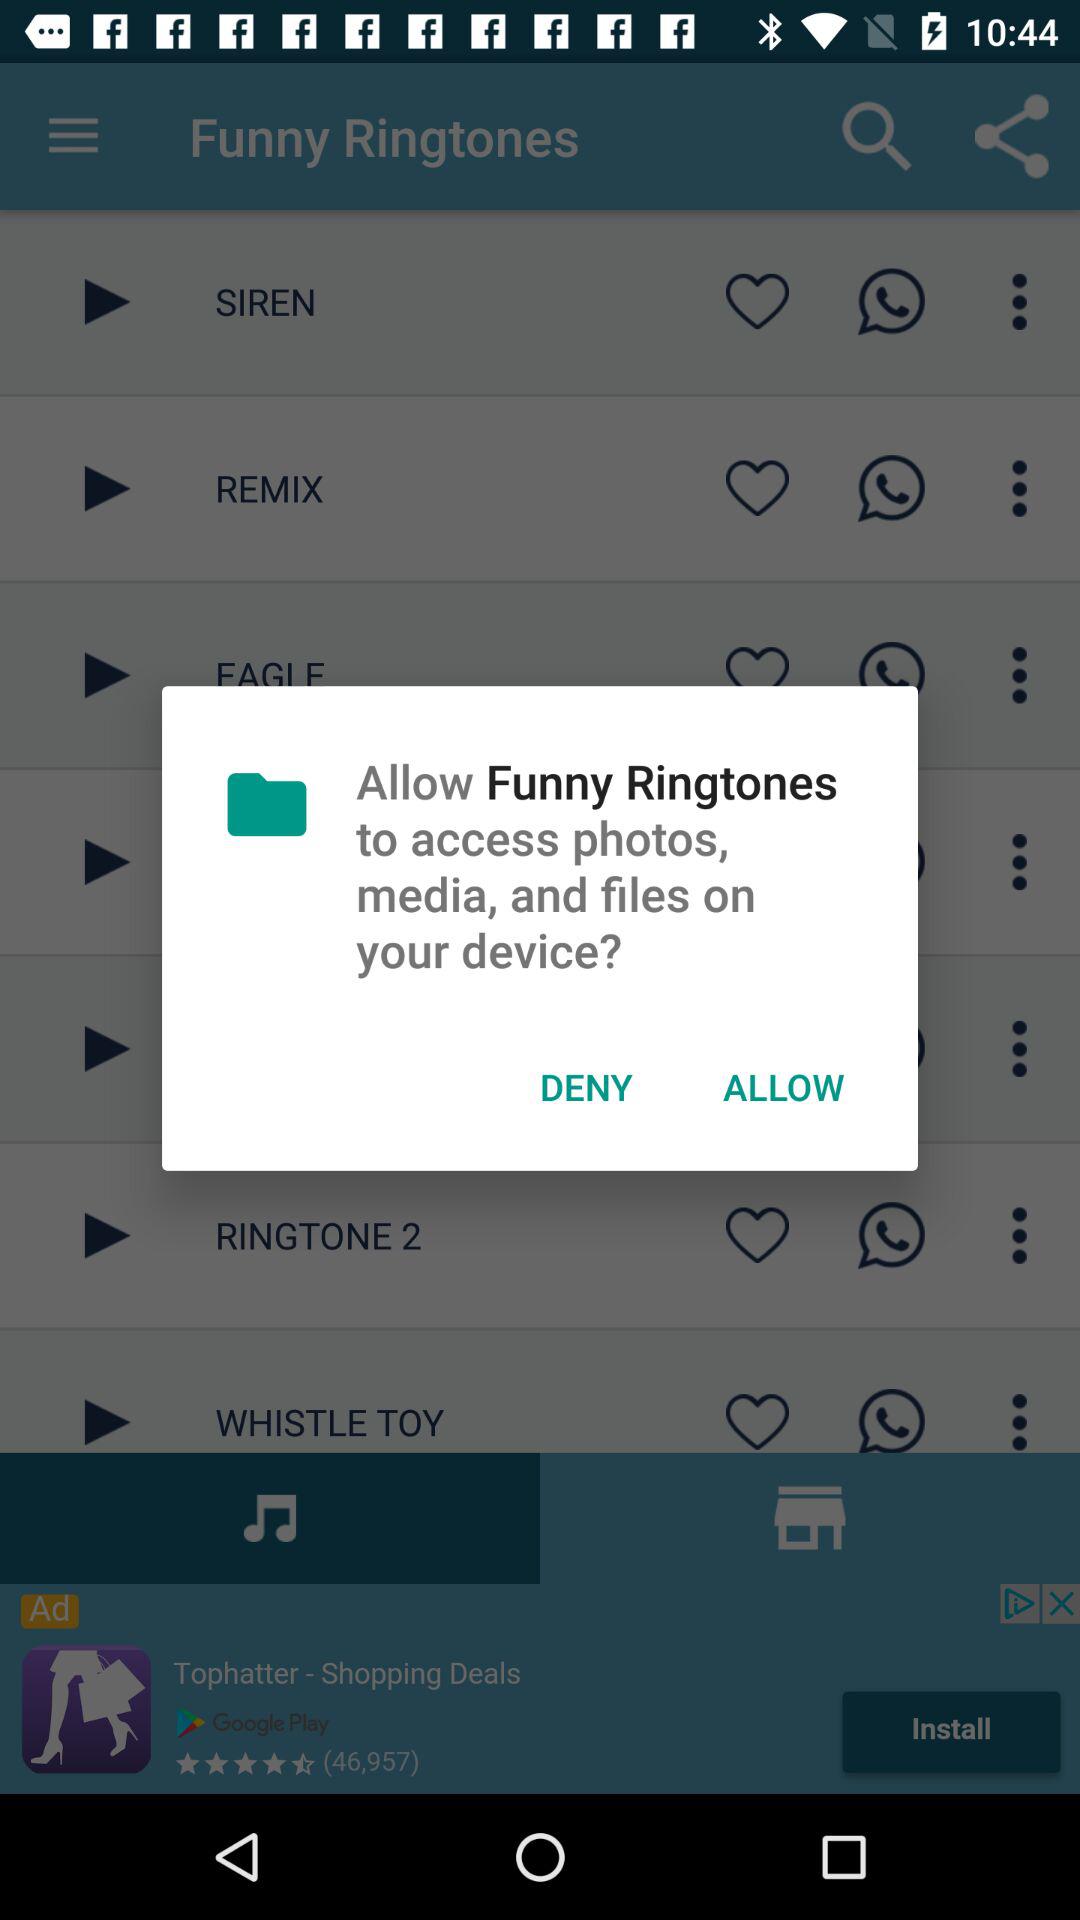 10:44
Funny Ringtones
SIREN
REMIX
EAGLE
Allow Funny Ringtones
to access photos,
media, and files on
your device?
DENY ALLOW
RINGTONE 2
WHISTLE TOY
Ad
Tophatter - Shopping Deals
Google Play
(46,957)
Install